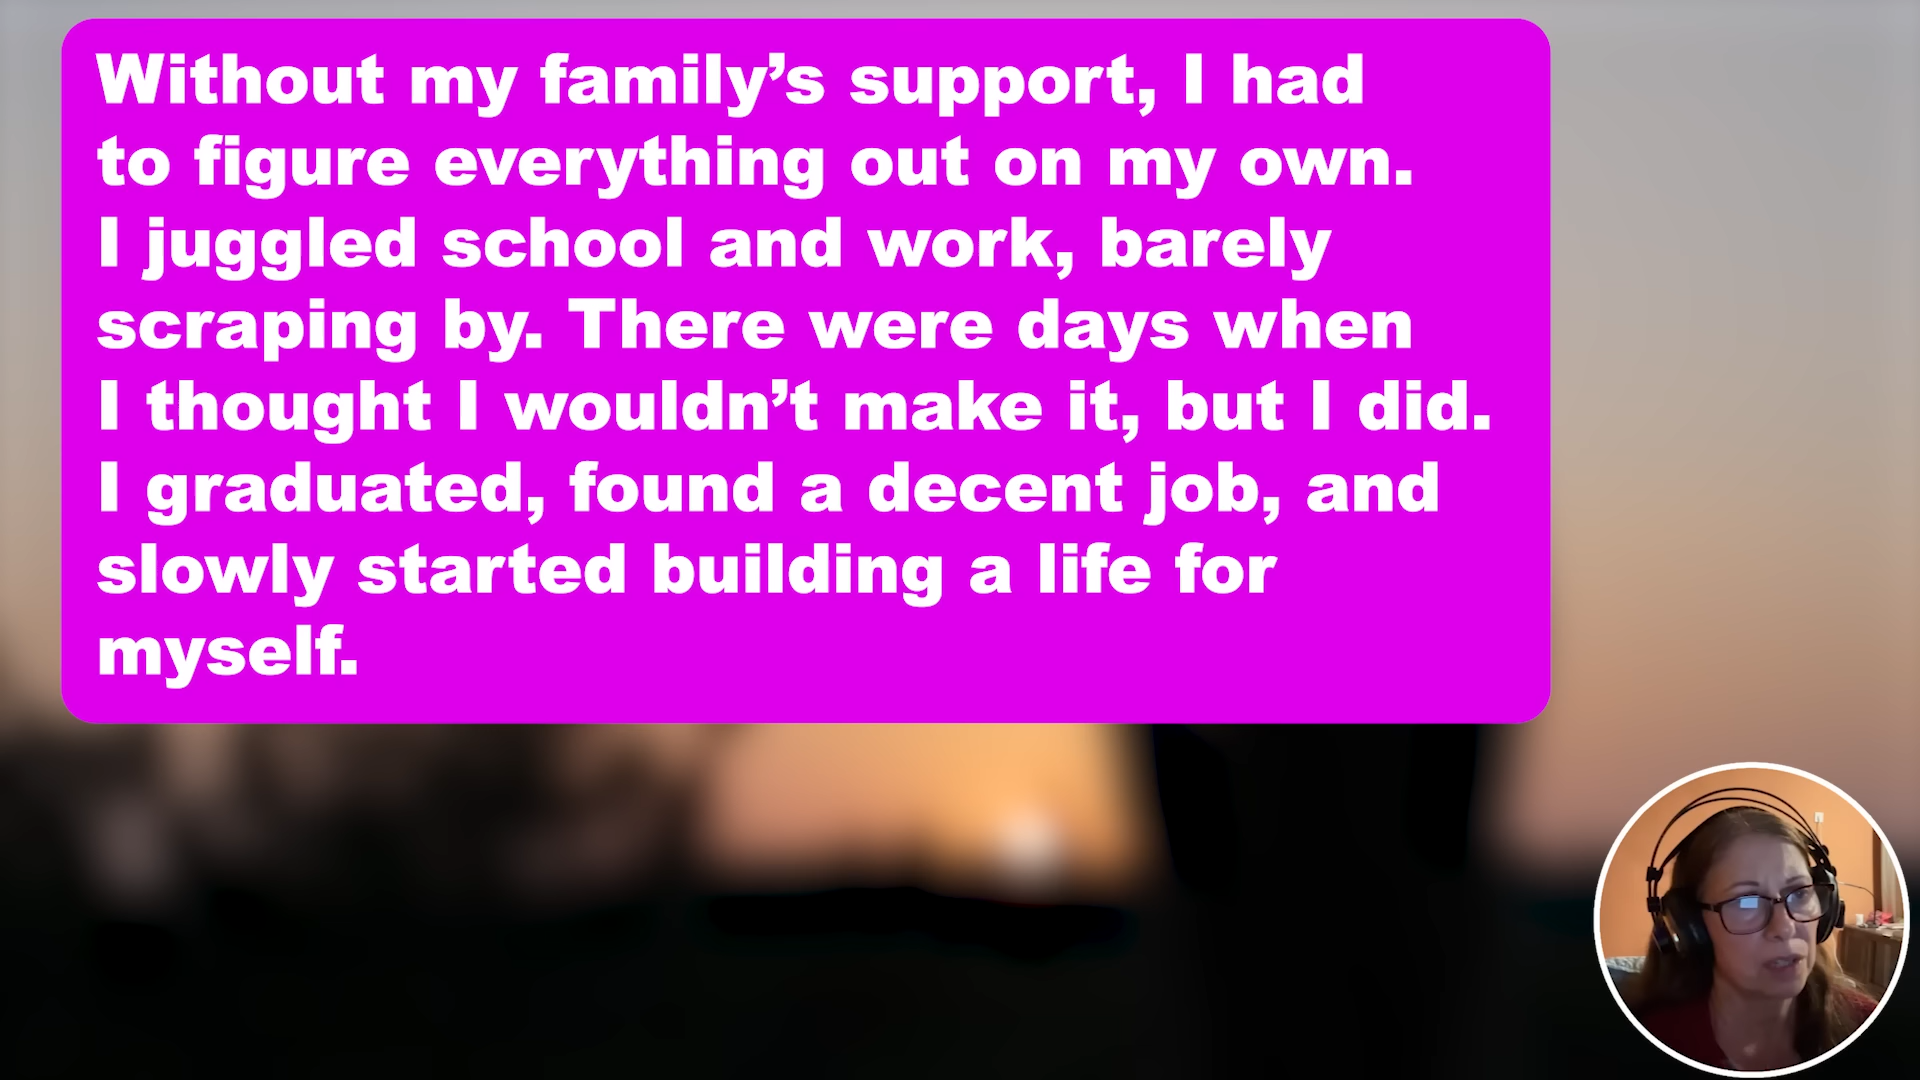 Without my family’s support, I had
to figure everything out on my own.
I juggled school and work, barely
scraping by. There were days when
I thought I wouldn’t make it, but I did.
I graduated, found a decent job, and
slowly started building a life for
myself.